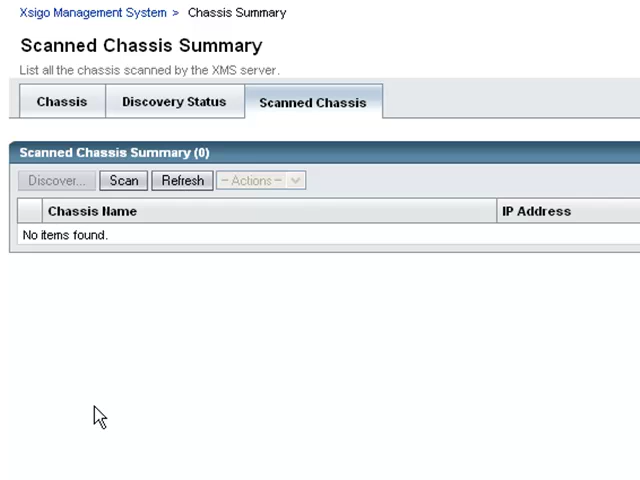 Xsigo Management System > Chassis Summary
Scanned Chassis Summary
List all the chassis scanned by the XMS server.
Chassis Discovery Status Scanned Chassis
Scanned Chassis Summary (0)
Discover... Scan Refresh -- Actions --
Chassis Name IP Address
No items found.